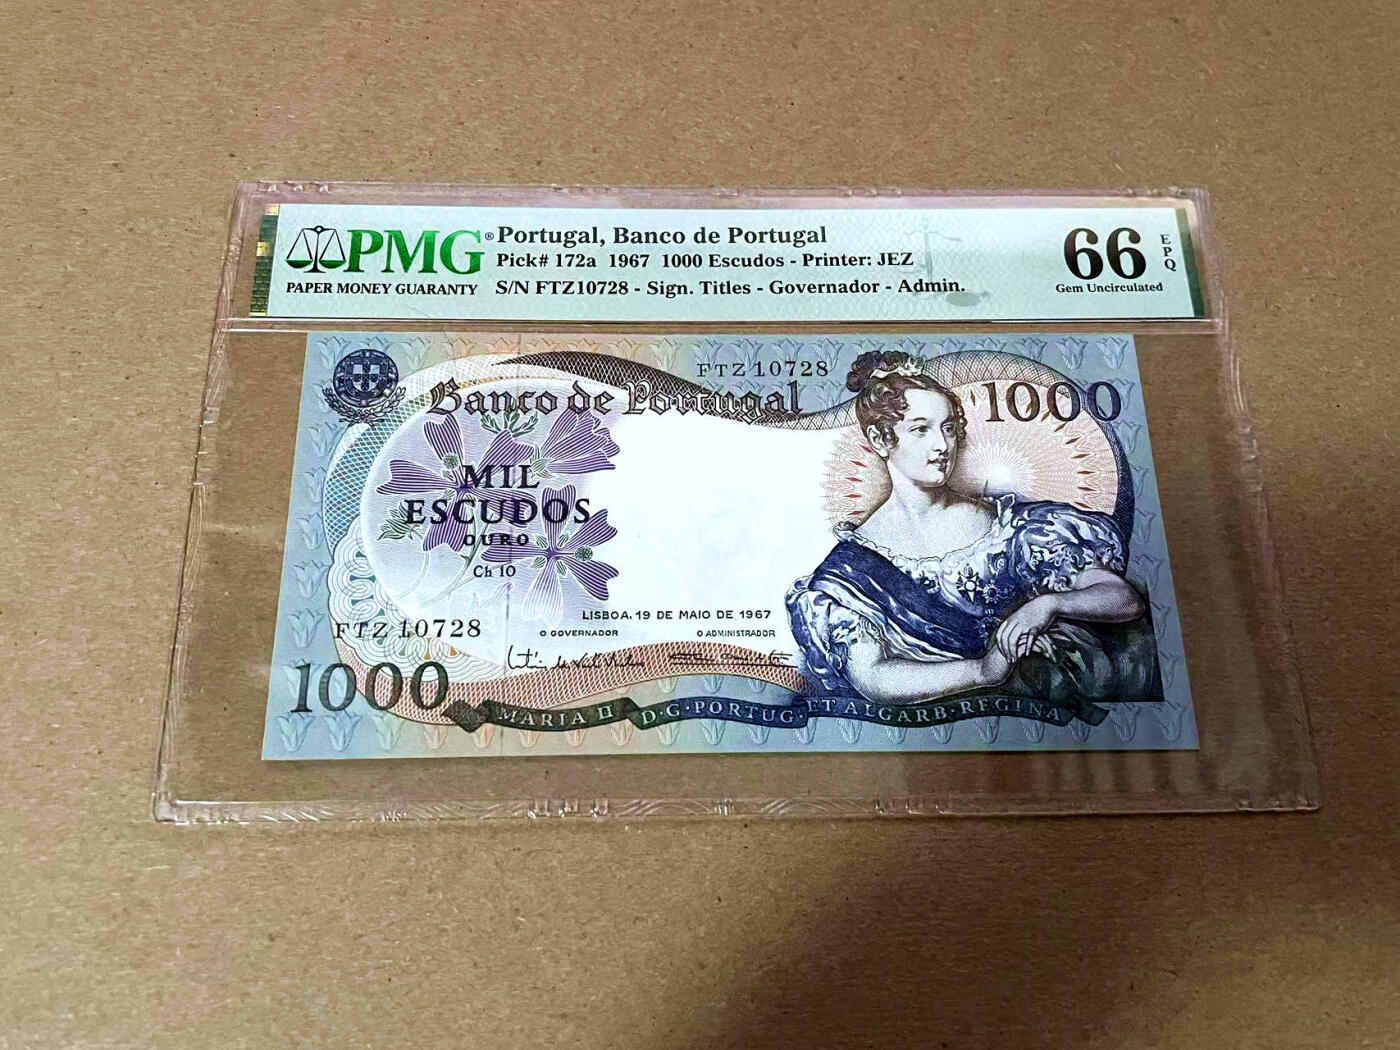 PMG®
PAPER MONEY GUARANTY
Portugal, Banco de Portugal
Pick# 172a 1967 1000 Escudos - Printer: JEZ
S/N FTZ10728 - Sign. Titles - Governador - Admin.
66
EPQ
Gem Uncirculated
FTZ 10728
Banco de Portugal
1000
MIL
ESCUDOS
OURO
Ch 10
LISBOA, 19 DE MAIO DE 1967
O GOVERNADOR
O ADMINISTRADOR
FTZ 10728
1000
MARIA II D·G·PORTUG·ET ALGARB·REGINA